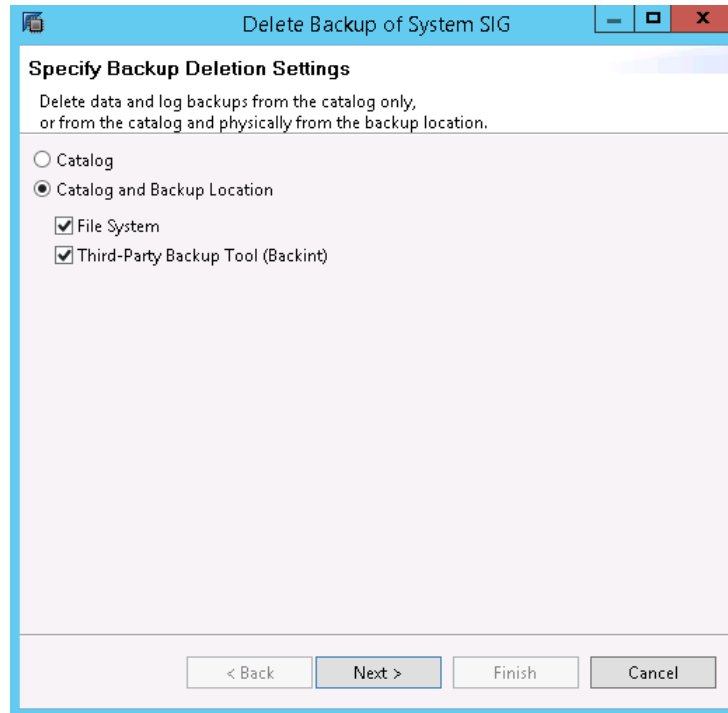 Delete Backup of System SIG
Specify Backup Deletion Settings
Delete data and log backups from the catalog only,
or from the catalog and physically from the backup location.
Catalog
Catalog and Backup Location
File System
Third-Party Backup Tool (Backint)
< Back Next > Finish Cancel